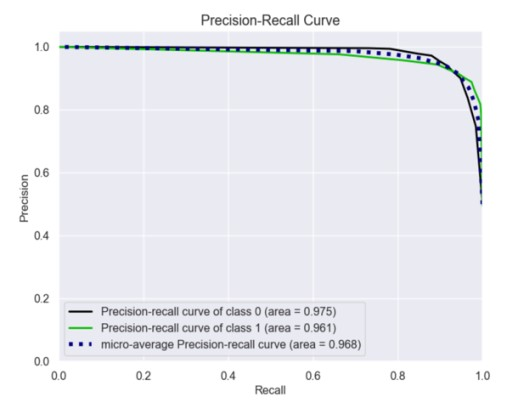 Precision-Recall Curve
1.0
0.8
0.6
0.4
0.2
0.0
Precision
Precision-recall curve of class 0 (area = 0.975)
Precision-recall curve of class 1 (area = 0.961)
micro-average Precision-recall curve (area = 0.968)
0.0 0.2 0.4 0.6 0.8 1.0
Recall